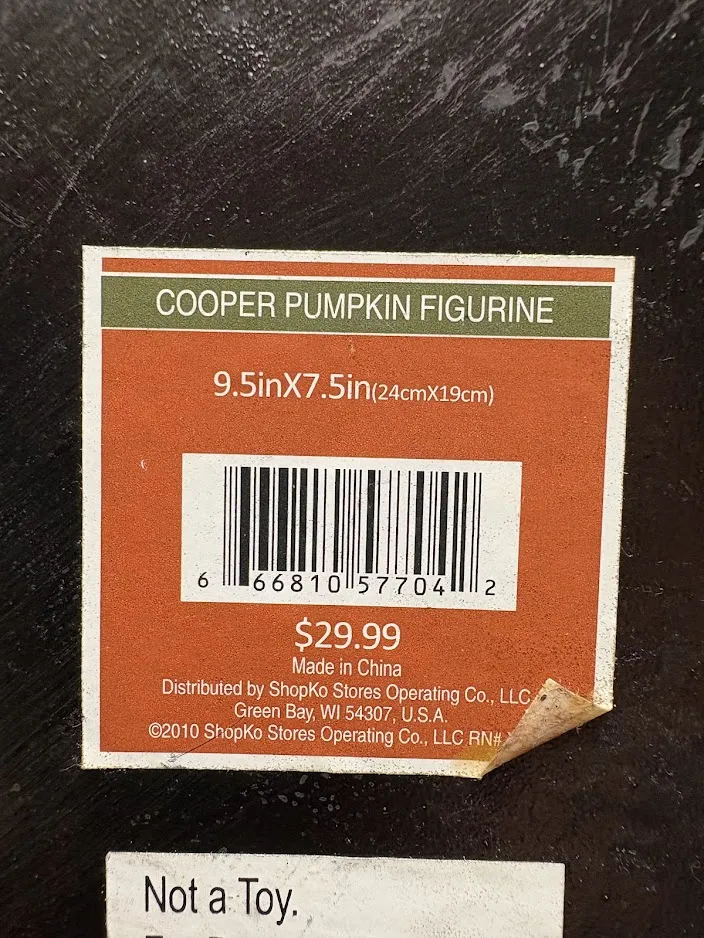 COOPER PUMPKIN FIGURINE
9.5inX7.5in(24cmX19cm)
6 66810 57704 2
$29.99
Made in China
Distributed by ShopKo Stores Operating Co., LLC
Green Bay, WI 54307, U.S.A.
©2010 ShopKo Stores Operating Co., LLC RN#
Not a Toy.